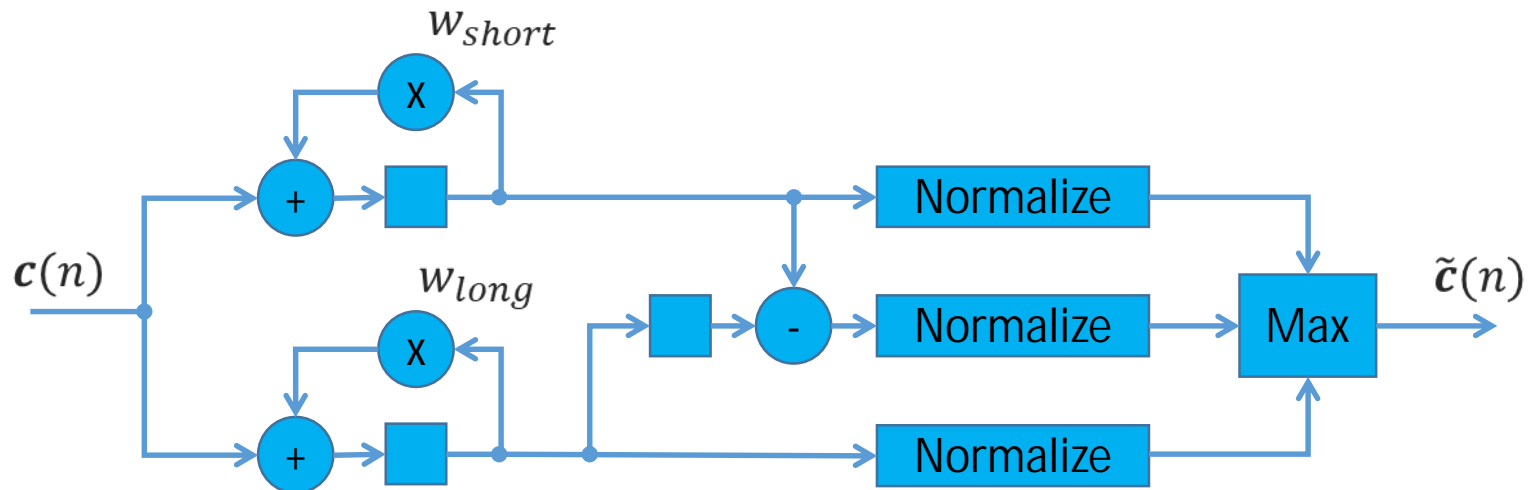 w_short
x
+
Normalize
c(n)
w_long
x
-
Normalize
Max
c̃(n)
+
Normalize